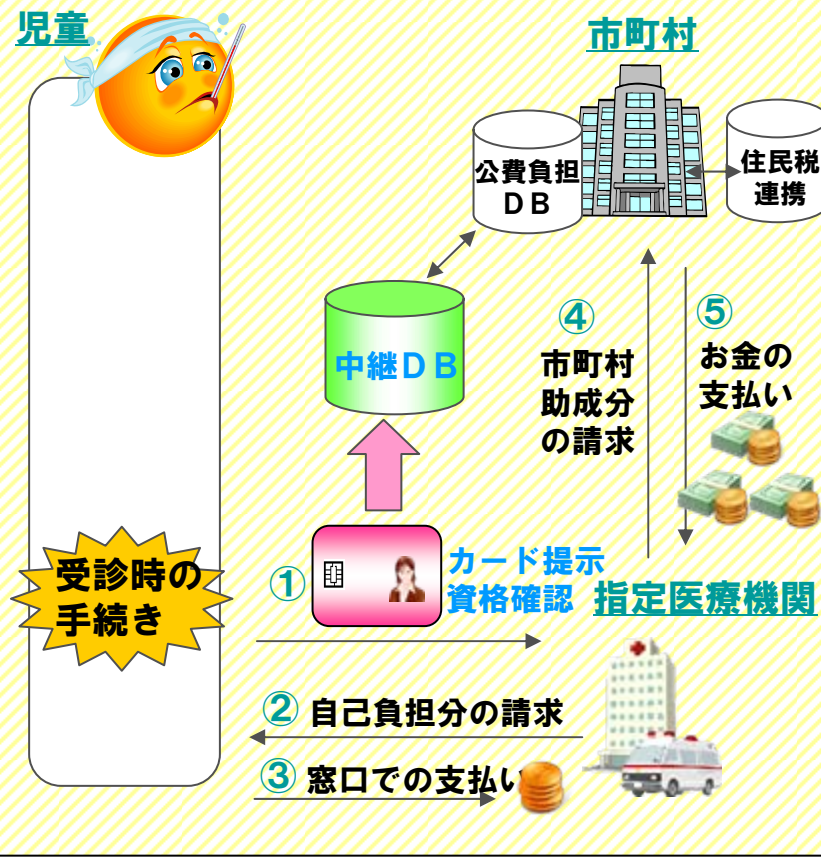 児童
市町村
公費負担
ＤＢ
住民税
連携
中継ＤＢ
④
市町村
助成分
の請求
⑤
お金の
支払い
受診時の
手続き
①
カード提示
資格確認
指定医療機関
② 自己負担分の請求
③ 窓口での支払い